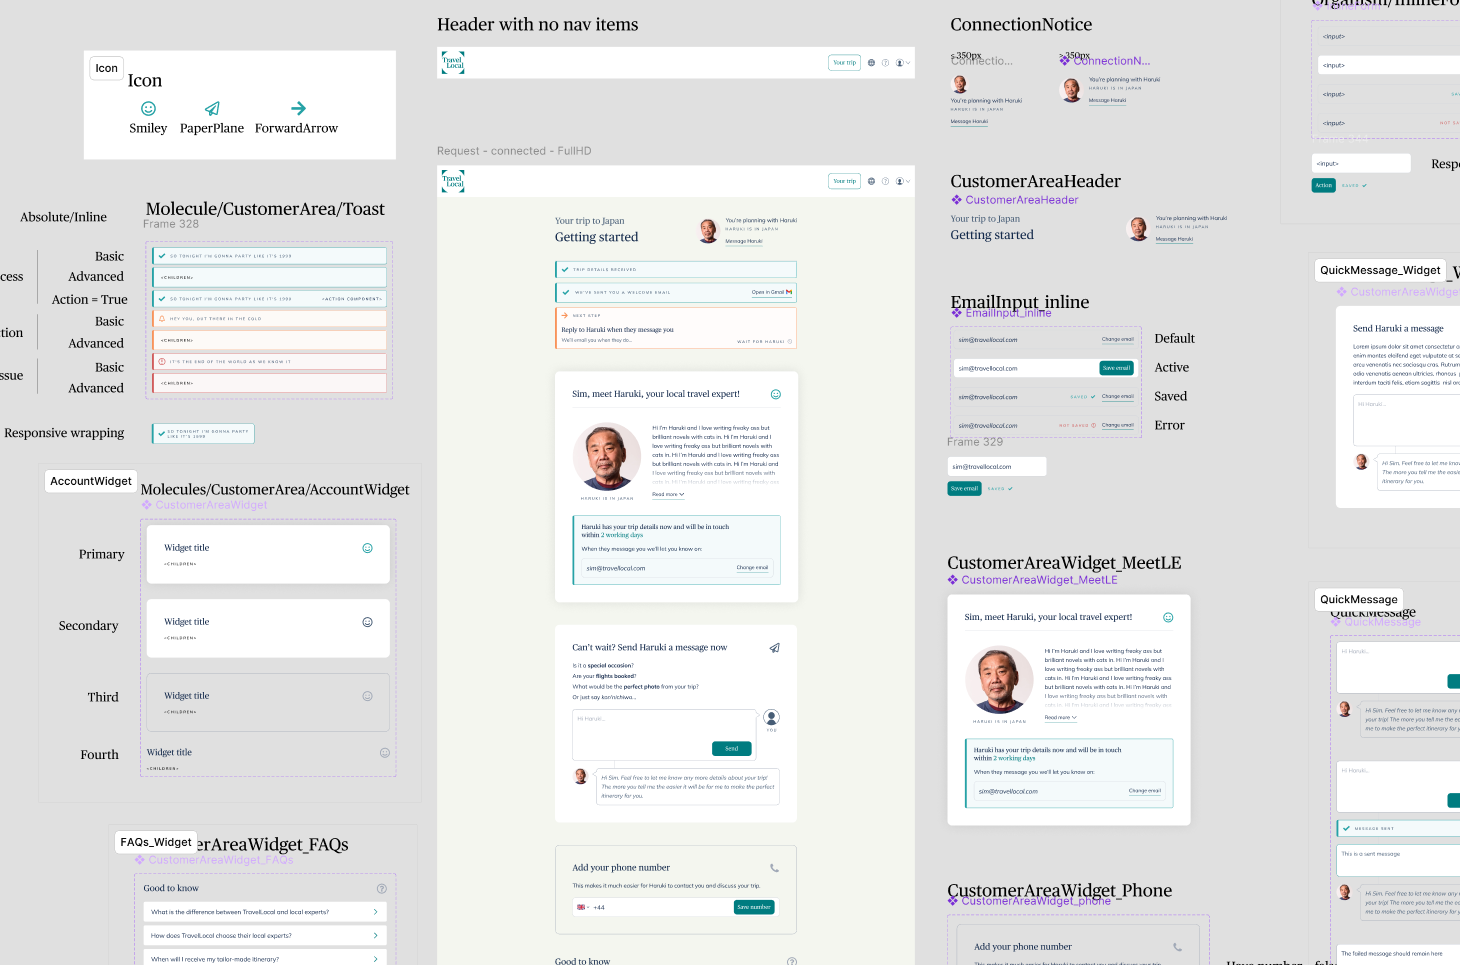 Icon
Icon
Smiley
PaperPlane
ForwardArrow
Absolute/Inline
Molecule/CustomerArea/Toast
Frame 328
cess
Basic
SO TONIGHT I'M GONNA PARTY LIKE IT'S 1999
Advanced
<CHILDREN>
Action = True
SO TONIGHT I'M GONNA PARTY LIKE IT'S 1999
<ACTION COMPONENT>
tion
Basic
HEY YOU, OUT THERE IN THE COLD
Advanced
<CHILDREN>
ssue
Basic
IT'S THE END OF THE WORLD AS WE KNOW IT
Advanced
<CHILDREN>
Responsive wrapping
SO TONIGHT I'M GONNA PARTY
LIKE IT'S 1999
AccountWidget
Molecules/CustomerArea/AccountWidget
CustomerAreaWidget
Primary
Widget title
<CHILDREN>
Secondary
Widget title
<CHILDREN>
Third
Widget title
<CHILDREN>
Fourth
Widget title
<CHILDREN>
FAQs_Widget
erAreaWidget_FAQs
CustomerAreaWidget_FAQs
Good to know
What is the difference between TravelLocal and local experts?
How does TravelLocal choose their local experts?
When will I receive my tailor-made itinerary?
Header with no nav items
Travel
Local
Your trip
Request - connected - FullHD
Travel
Local
Your trip
Your trip to Japan
Getting started
You're planning with Haruki
HARUKI IS IN JAPAN
Message Haruki
TRIP DETAILS RECEIVED
WE'VE SENT YOU A WELCOME EMAIL
Open in Gmail
NEXT STEP
Reply to Haruki when they message you
We'll email you when they do...
WAIT FOR HARUKI
Sim, meet Haruki, your local travel expert!
Hi I'm Haruki and I love writing freaky ass but
brilliant novels with cats in. Hi I'm Haruki and I
love writing freaky ass but brilliant novels with
cats in. Hi I'm Haruki and I love writing freaky
ass but brilliant novels with cats in. Hi I'm Haruki
and I love writing freaky ass but brilliant novels
I love writing freaky ass but brilliant novels with
HARUKI IS IN JAPAN
Read more
Haruki has your trip details now and will be in touch
within 2 working days
When they message you we'll let you know on:
sim@travellocal.com
Change email
Can't wait? Send Haruki a message now
Is it a special occasion?
Are your flights booked?
What would be the perfect photo from your trip?
Or just say kon'nichiwa...
Hi Haruki...
YOU
Send
Hi Sim. Feel free to let me know any more details about your trip!
The more you tell me the easier it will be for me to make the perfect
itinerary for you.
Add your phone number
This makes it much easier for Haruki to contact you and discuss your trip.
+44
Save number
Good to know
ConnectionNotice
≤350px
Connectio...
>350px
ConnectionN...
You're planning with Haruki
HARUKI IS IN JAPAN
Message Haruki
You're planning with Haruki
HARUKI IS IN JAPAN
Message Haruki
CustomerAreaHeader
CustomerAreaHeader
Your trip to Japan
Getting started
You're planning with Haruki
HARUKI IS IN JAPAN
Message Haruki
EmailInput_inline
EmailInput_inline
sim@travellocal.com
Change email
Default
sim@travellocal.com
Save email
Active
sim@travellocal.com
SAVED
Change email
Saved
sim@travellocal.com
NOT SAVED
Change email
Error
Frame 329
sim@travellocal.com
Save email
SAVED
CustomerAreaWidget_MeetLE
CustomerAreaWidget_MeetLE
Sim, meet Haruki, your local travel expert!
Hi I'm Haruki and I love writing freaky ass but
brilliant novels with cats in. Hi I'm Haruki and I
love writing freaky ass but brilliant novels with
cats in. Hi I'm Haruki and I love writing freaky
ass but brilliant novels with cats in. Hi I'm Haruki
and I love writing freaky ass but brilliant novels with
HARUKI IS IN JAPAN
Read more
Haruki has your trip details now and will be in touch
within 2 working days
When they message you we'll let you know on:
sim@travellocal.com
Change email
CustomerAreaWidget_Phone
CustomerAreaWidget_phone
Add your phone number
<input>
<input>
<input>
<input>
NOT SA
<input>
Respo
Action
SAVED
QuickMessage_Widget
CustomerAreaWidget
Send Haruki a message
Lorem ipsum dolor sit amet consectetur
Hi Haruki...
Hi Sim. Feel free to let me know
The more you tell me the easie
itinerary for you.
QuickMessage
QuickMessage
QuickMessage
Hi Haruki...
Hi Sim. Feel free to let me know any
your trip! The more you tell me the
me to make the perfect itinerary for
Hi Haruki...
MESSAGE SENT
This is a sent message
Hi Sim. Feel free to let me know any
your trip! The more you tell me the
me to make the perfect itinerary for
The failed message should remain here